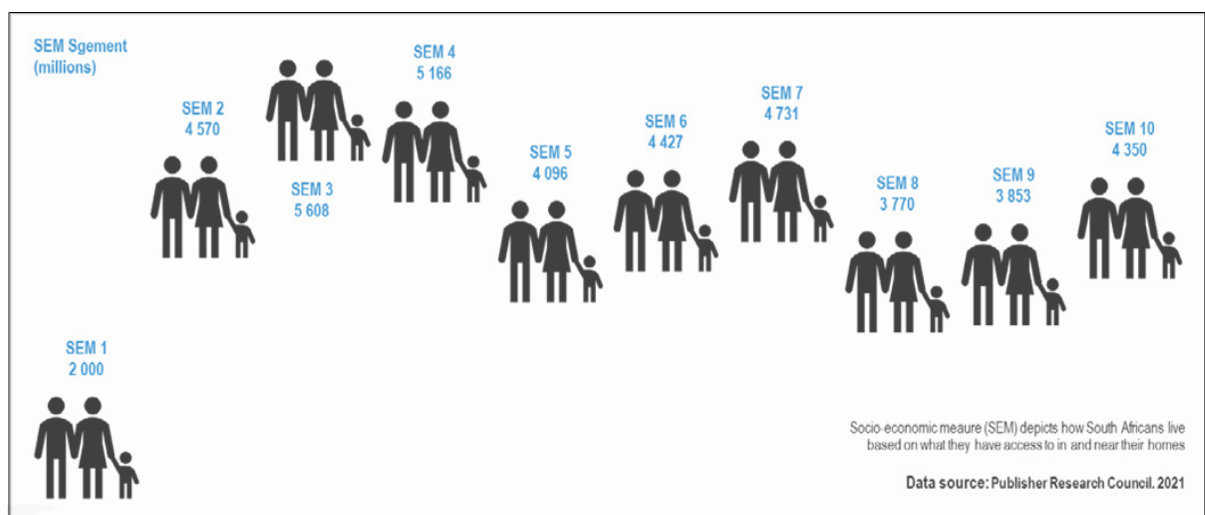 SEM Sgement
(millions)
SEM 1
2 000
SEM 2
4 570
SEM 3
5 608
SEM 4
5 166
SEM 5
4 096
SEM 6
4 427
SEM 7
4 731
SEM 8
3 770
SEM 9
3 853
SEM 10
4 350
Socio-economic meaure (SEM) depicts how South Africans live
based on what they have access to in and near their homes
Data source: Publisher Research Council. 2021